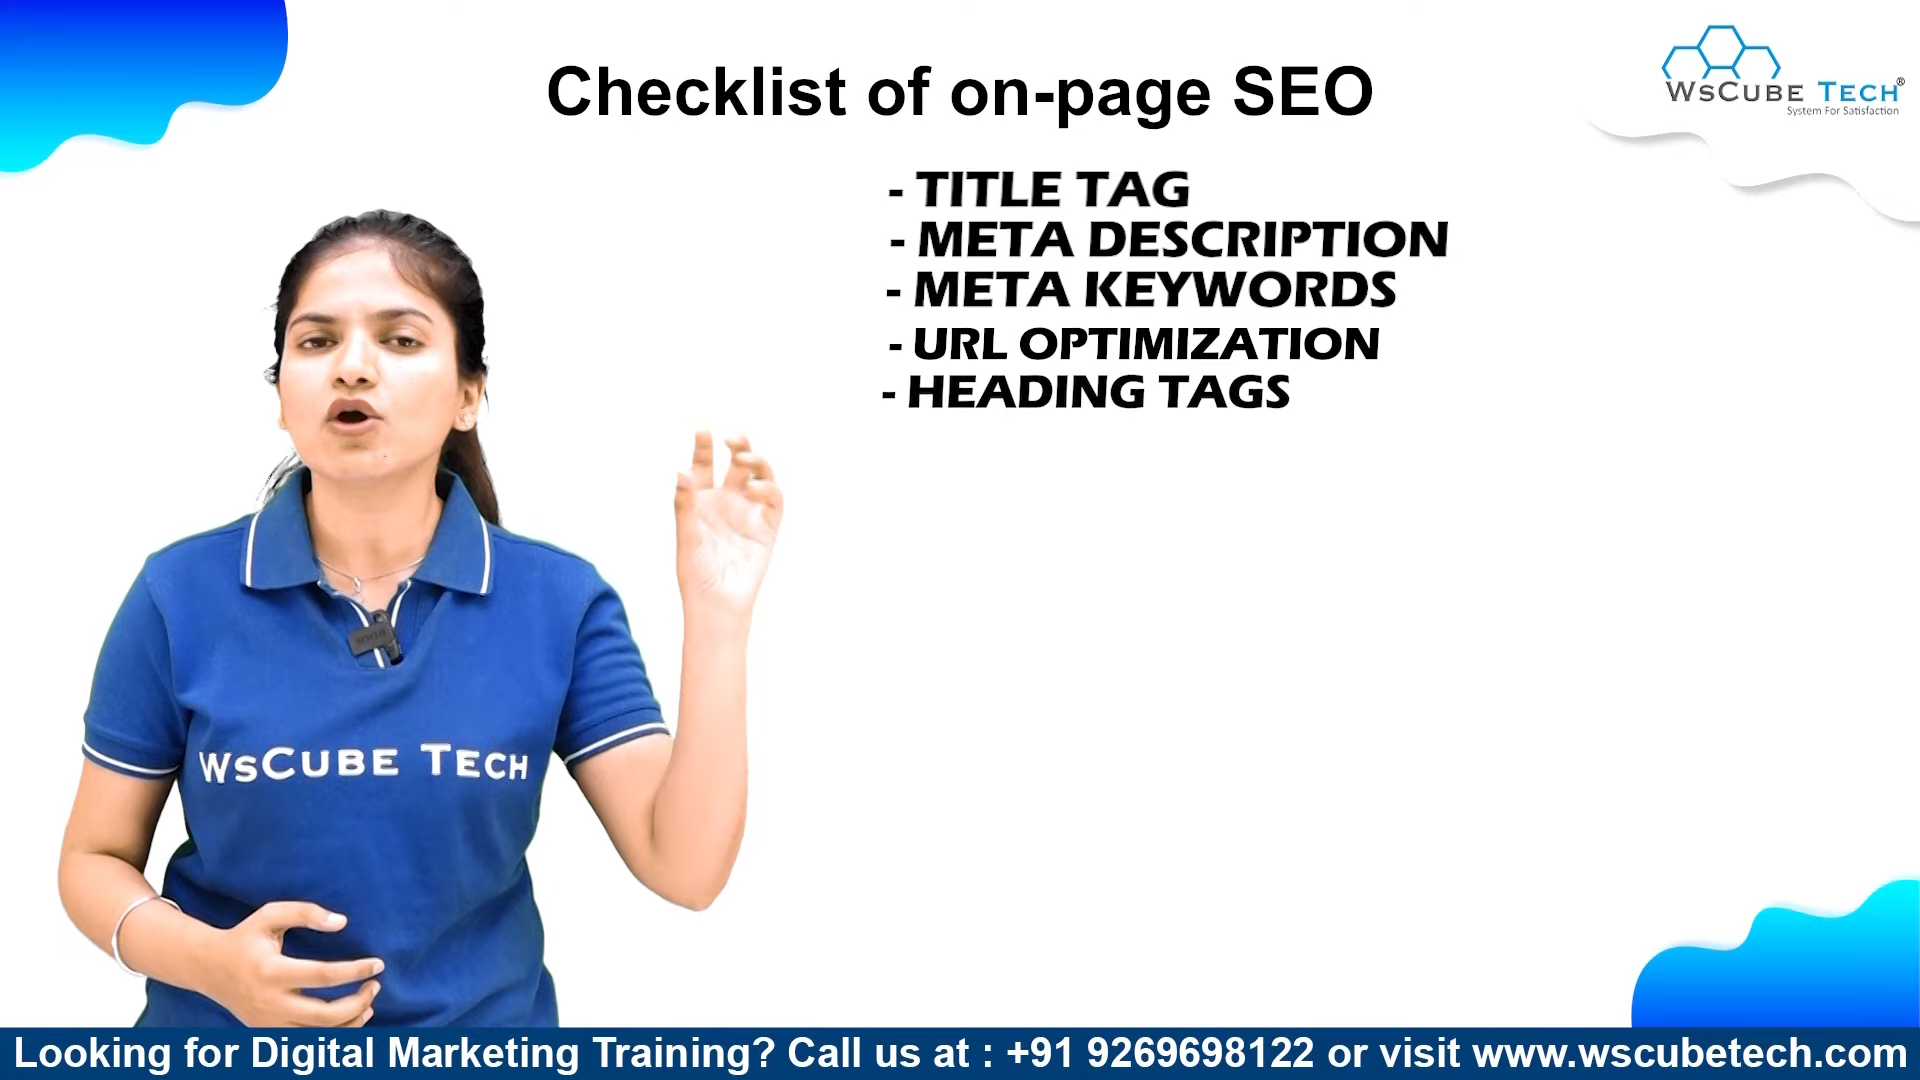 Checklist of on-page SEO
WSCUBE TECH®
System For Satisfaction
- TITLE TAG
- META DESCRIPTION
- META KEYWORDS
- URL OPTIMIZATION
- HEADING TAGS
WSCUBE TECH
Looking for Digital Marketing Training? Call us at : +91 9269698122 or visit www.wscubetech.com